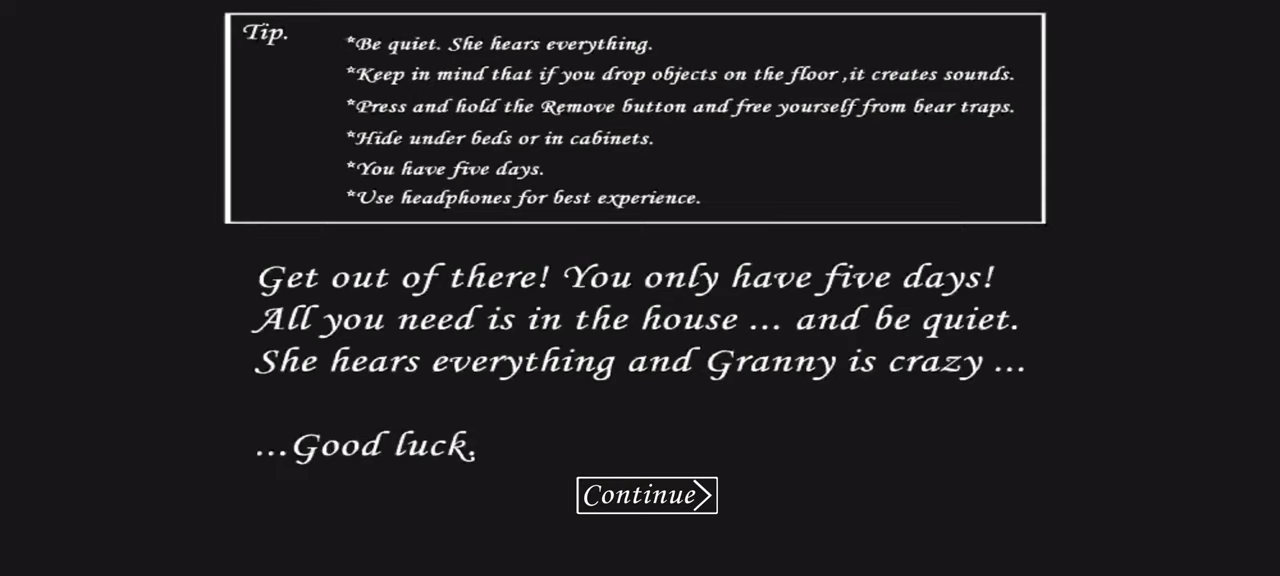 Tip.
*Be quiet. She hears everything.
*Keep in mind that if you drop objects on the floor ,it creates sounds.
*Press and hold the Remove button and free yourself from bear traps.
*Hide under beds or in cabinets.
*You have five days.
*Use headphones for best experience.
Get out of there! You only have five days!
All you need is in the house ... and be quiet.
She hears everything and Granny is crazy ...
...Good luck.
Continue>